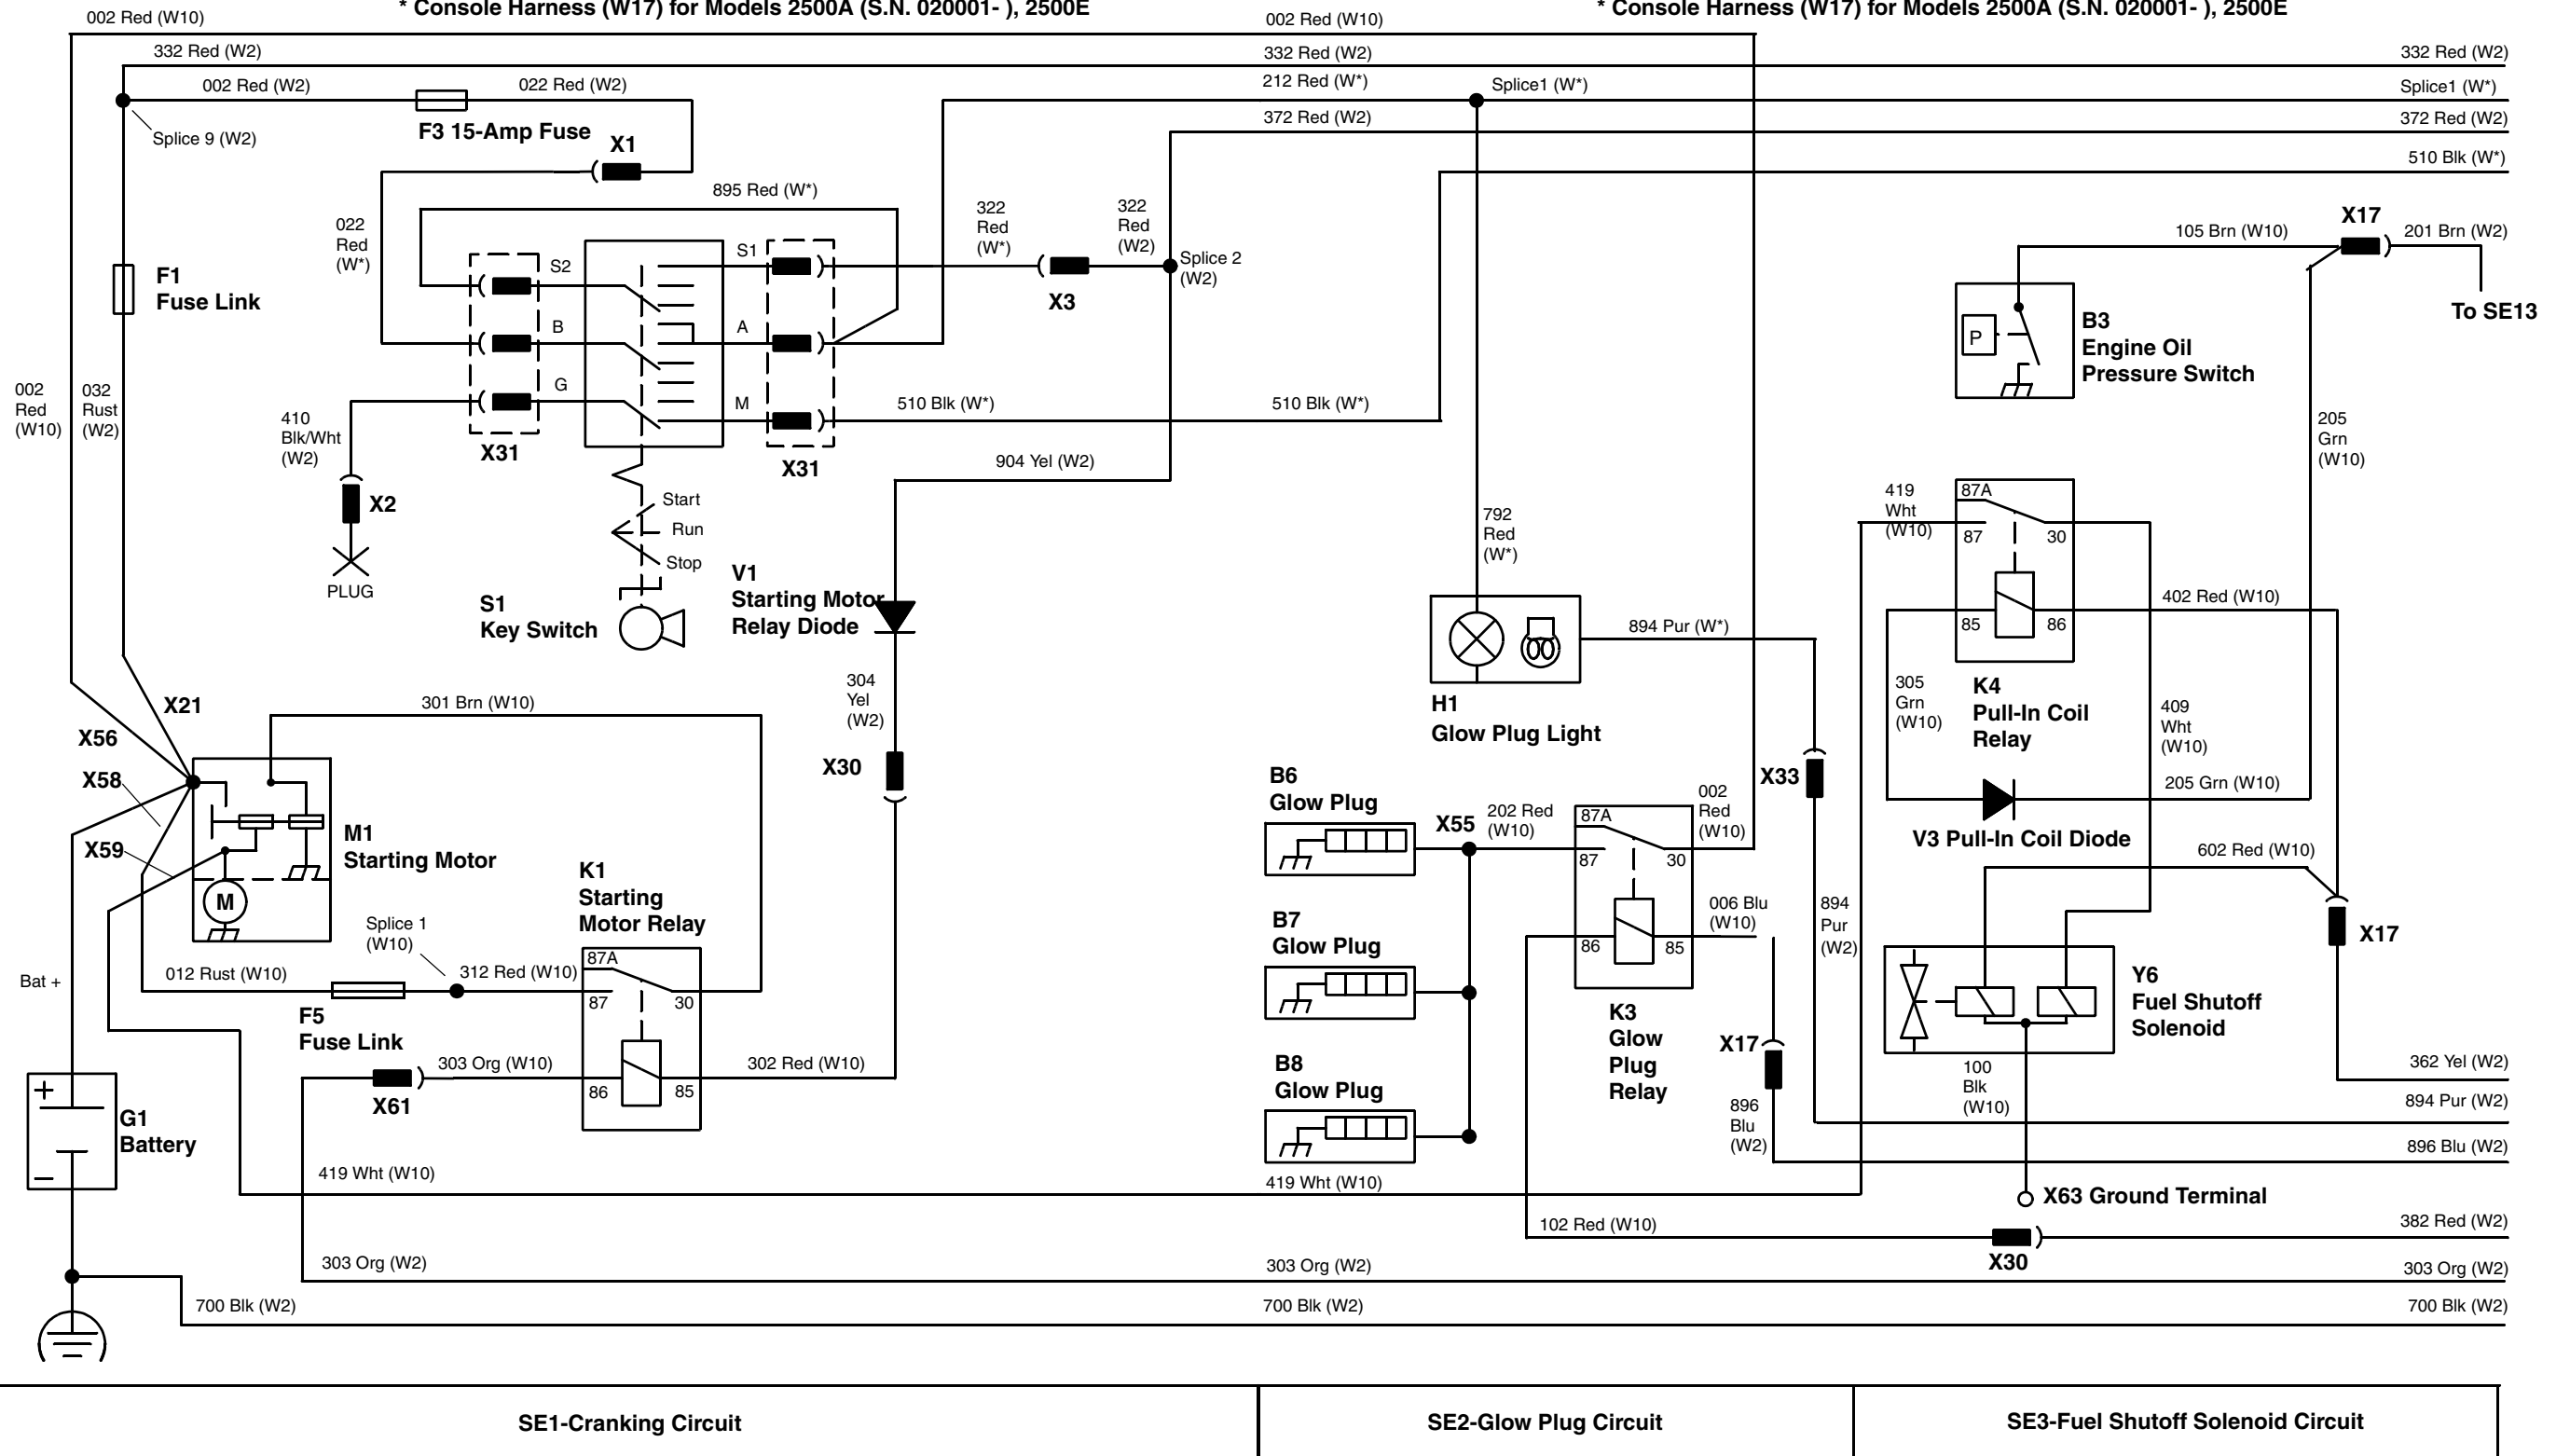 * Console Harness (W17) for Models 2500A (S.N. 020001- ), 2500E
* Console Harness (W17) for Models 2500A (S.N. 020001- ), 2500E
002 Red (W10)
002 Red (W10)
332 Red (W2)
332 Red (W2)
332 Red (W2)
002 Red (W2)
022 Red (W2)
212 Red (W*)
Splice1 (W*)
Splice1 (W*)
Splice 9 (W2)
F3 15-Amp Fuse
X1
372 Red (W2)
372 Red (W2)
510 Blk (W*)
895 Red (W*)
022
Red
(W*)
322
Red
(W*)
322
Red
(W2)
Splice 2
(W2)
X3
F1
Fuse Link
S2
B
G
S1
A
M
X31
X31
510 Blk (W*)
510 Blk (W*)
002
Red
(W10)
032
Rust
(W2)
410
Blk/Wht
(W2)
X2
PLUG
904 Yel (W2)
Start
Run
Stop
S1
Key Switch
V1
Starting Motor
Relay Diode
304
Yel
(W2)
X30
X21
X56
X58
X59
301 Brn (W10)
M
M1
Starting Motor
K1
Starting
Motor Relay
Splice 1
(W10)
012 Rust (W10)
312 Red (W10)
F5
Fuse Link
87A
87
30
86
85
303 Org (W10)
302 Red (W10)
X61
Bat +
+
−
G1
Battery
419 Wht (W10)
303 Org (W2)
700 Blk (W2)
792
Red
(W*)
H1
Glow Plug Light
894 Pur (W*)
X33
B6
Glow Plug
X55
202 Red
(W10)
87A
87
30
86
85
002
Red
(W10)
006 Blu
(W10)
894
Pur
(W2)
B7
Glow Plug
K3
Glow
Plug
Relay
X17
896
Blu
(W2)
B8
Glow Plug
419 Wht (W10)
102 Red (W10)
303 Org (W2)
700 Blk (W2)
X17
105 Brn (W10)
201 Brn (W2)
To SE13
P
B3
Engine Oil
Pressure Switch
205
Grn
(W10)
419
Wht
(W10)
87A
87
30
85
86
402 Red (W10)
305
Grn
(W10)
K4
Pull-In Coil
Relay
409
Wht
(W10)
205 Grn (W10)
V3 Pull-In Coil Diode
602 Red (W10)
X17
Y6
Fuel Shutoff
Solenoid
100
Blk
(W10)
362 Yel (W2)
894 Pur (W2)
896 Blu (W2)
X63 Ground Terminal
382 Red (W2)
X30
303 Org (W2)
700 Blk (W2)
SE1-Cranking Circuit
SE2-Glow Plug Circuit
SE3-Fuel Shutoff Solenoid Circuit